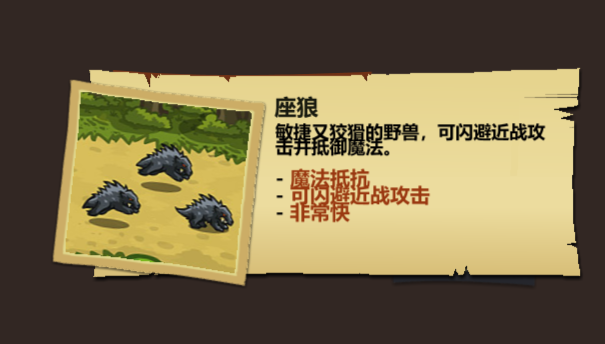 座狼
敏捷又狡猾的野兽，可闪避近战攻
击并抵御魔法。
- 魔法抵抗
- 可闪避近战攻击
- 非常快